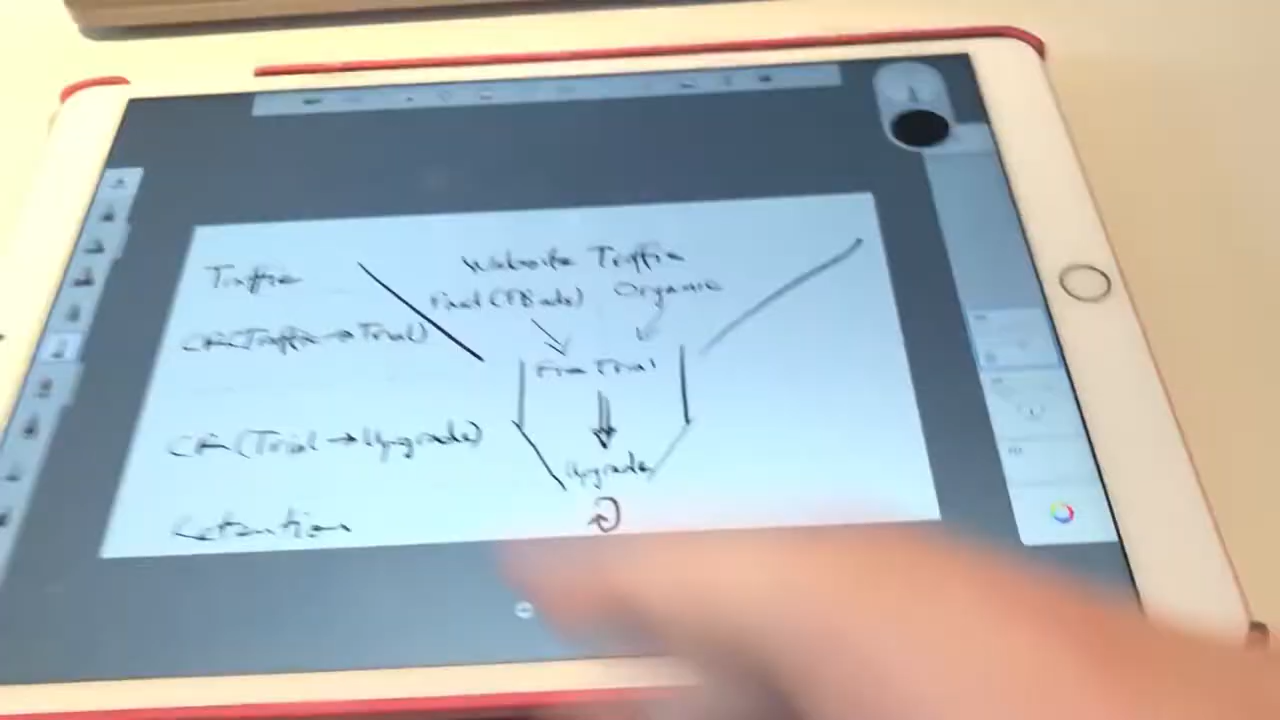 Traffic
Website Traffic
Paid (FB ads) Organic
CR (Traffic → Trial)
Free Trial
CR (Trial → Upgrade)
Upgrade
Retention